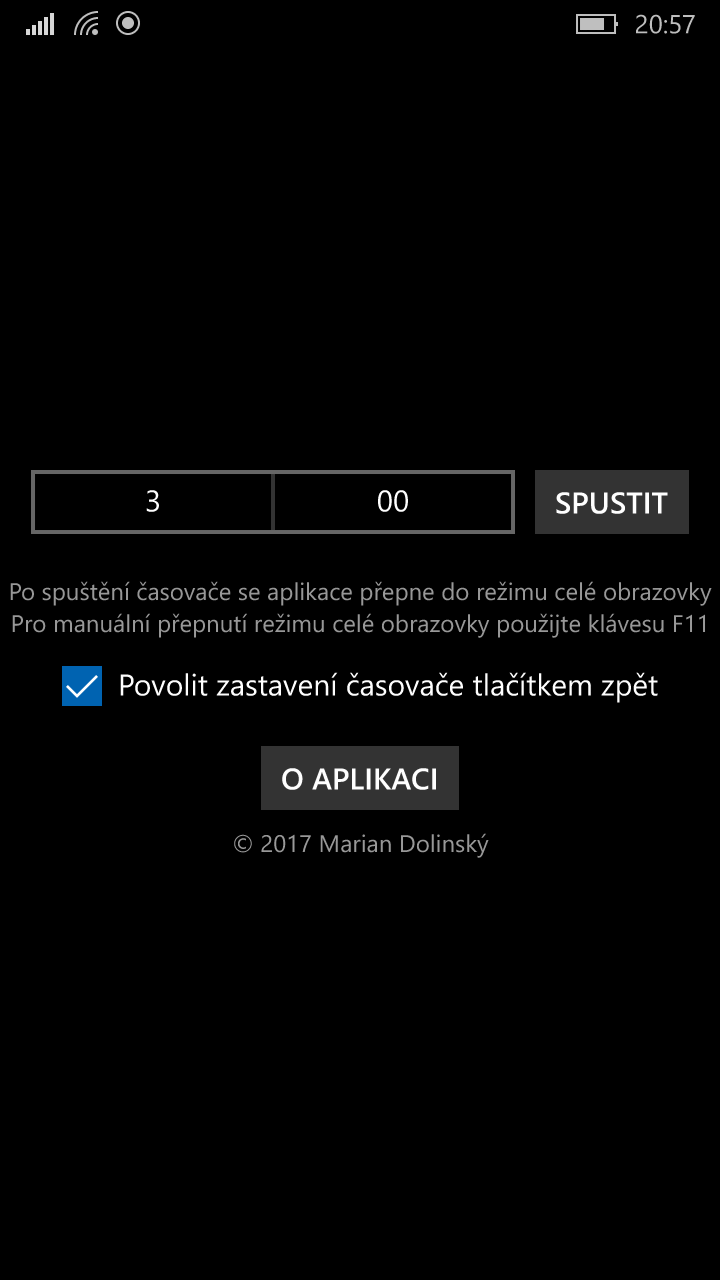 20:57
3 00 SPUSTIT
Po spuštění časovače se aplikace přepne do režimu celé obrazovky
Pro manuální přepnutí režimu celé obrazovky použijte klávesu F11
Povolit zastavení časovače tlačítkem zpět
O APLIKACI
© 2017 Marian Dolinský